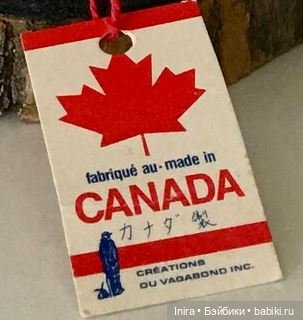 fabriqué au · made in
CANADA
カナダ製
CRÉATIONS
DU VAGABOND INC.
Inira • Бэйбики • babiki.ru